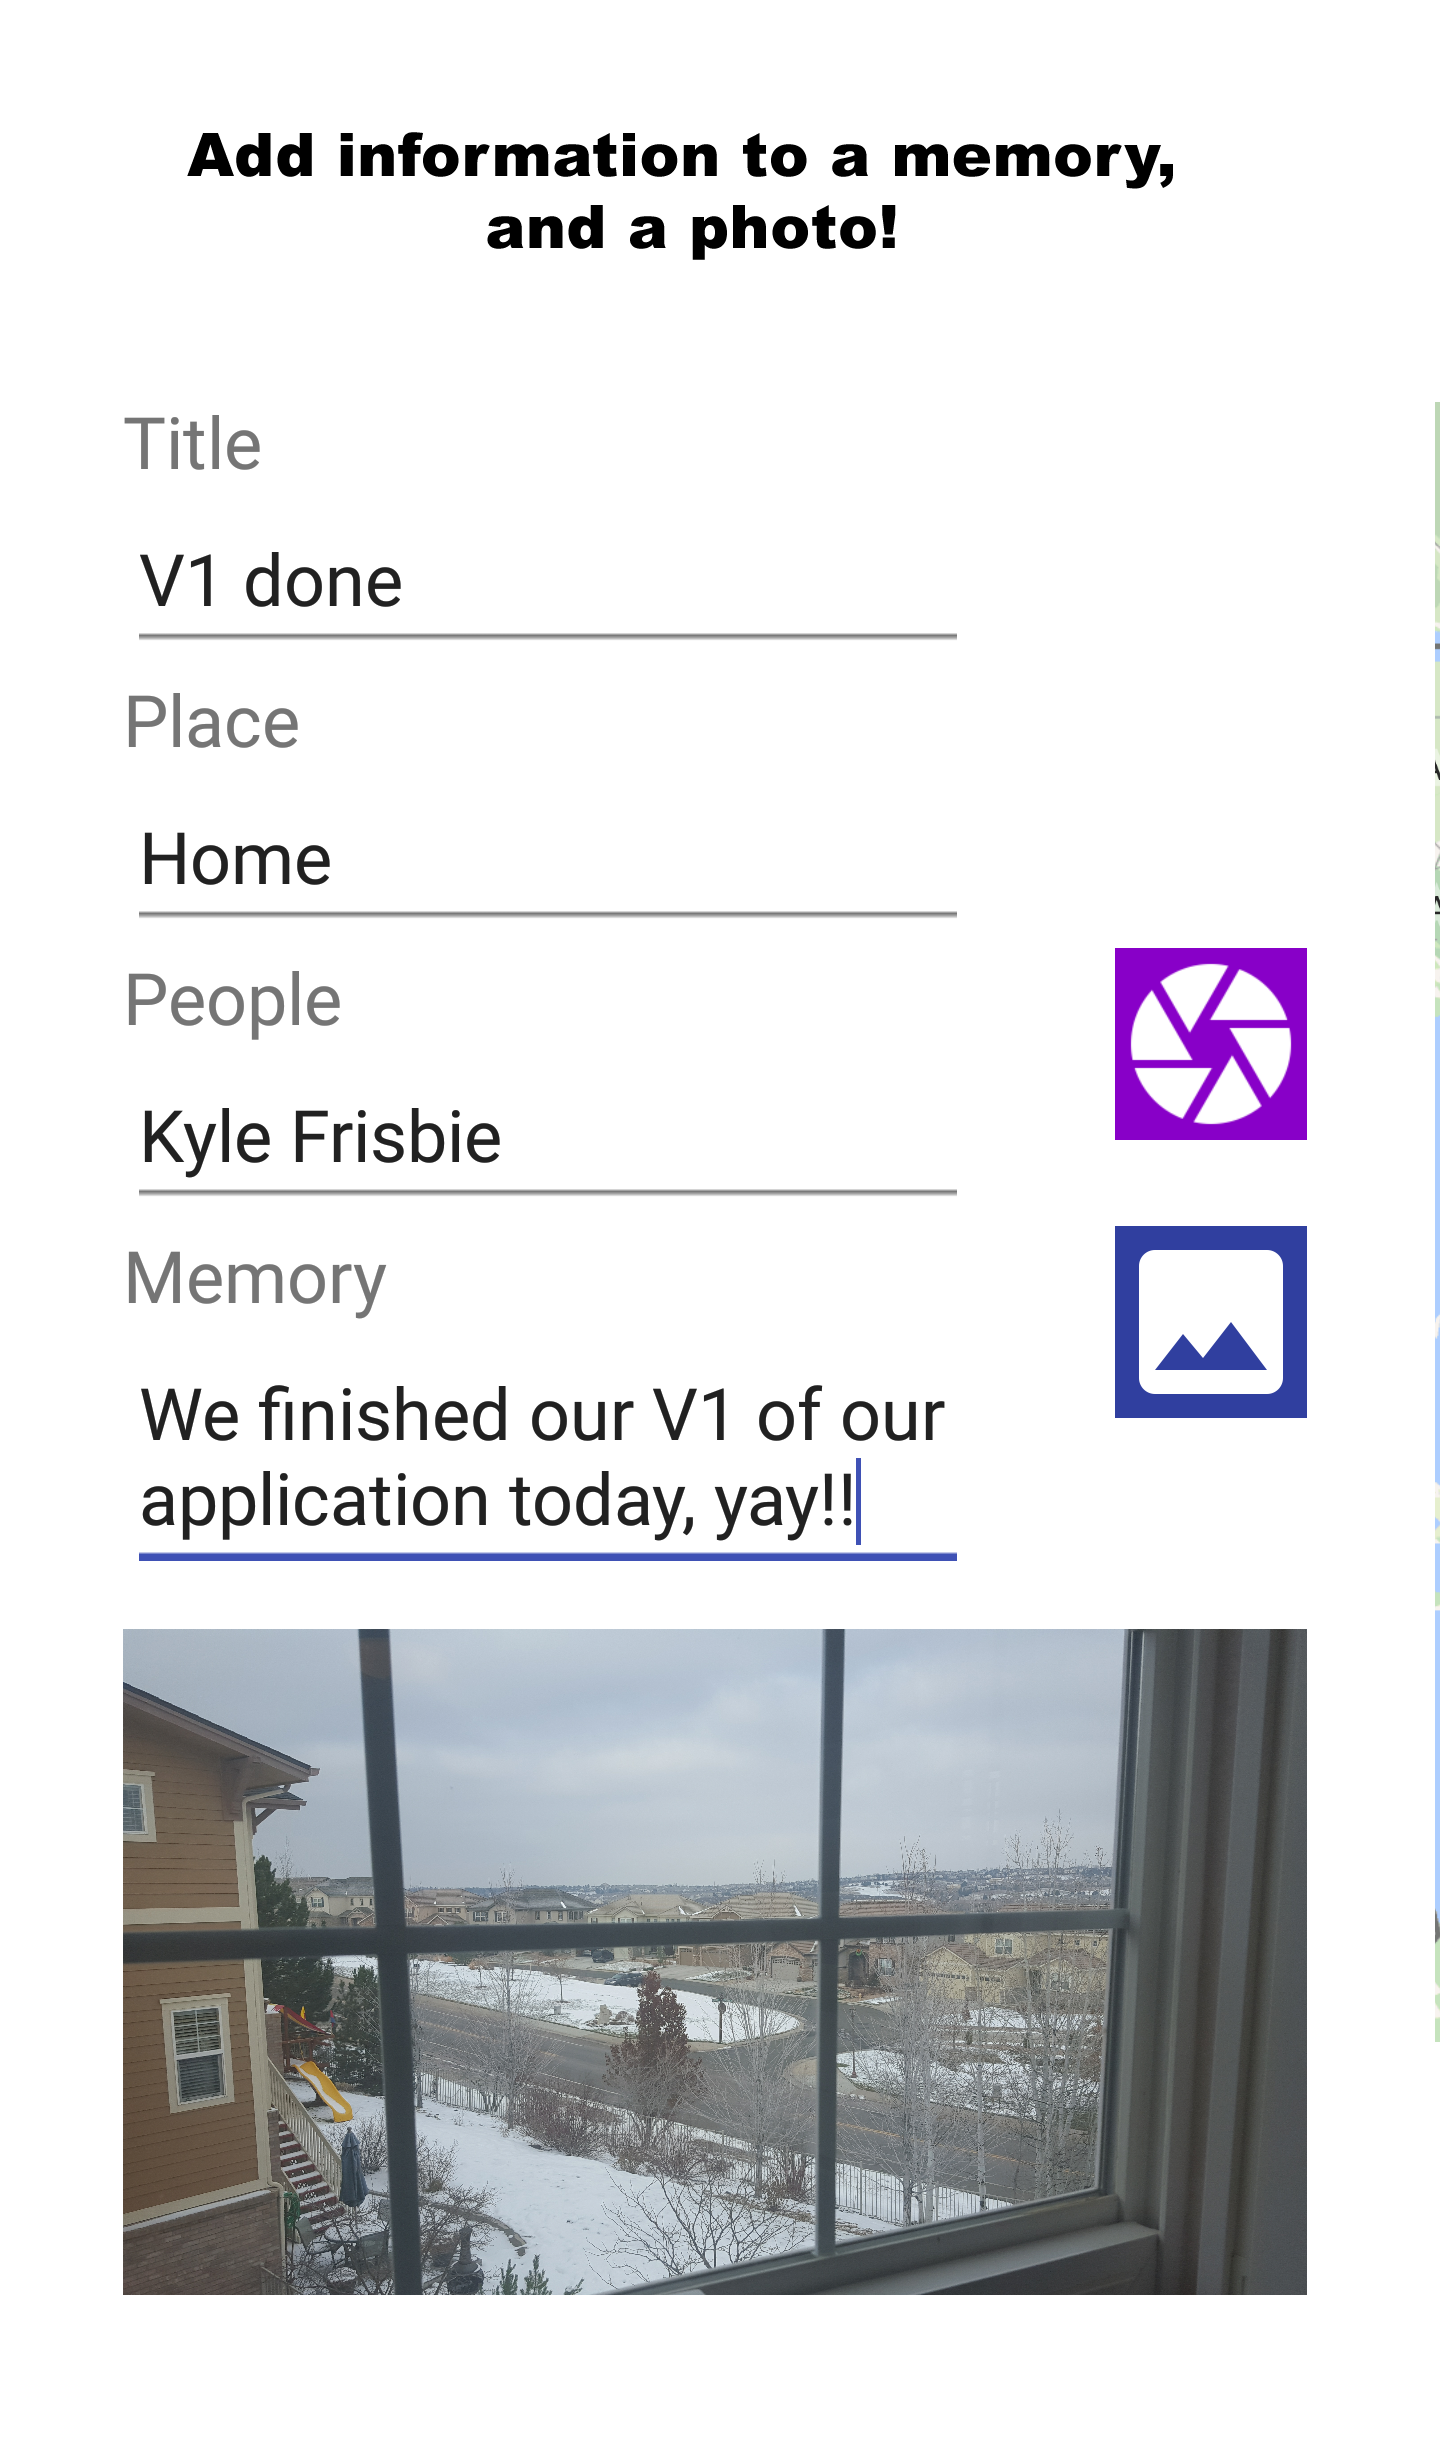 Add information to a memory,
and a photo!
Title
V1 done
Place
Home
People
Kyle Frisbie
Memory
We finished our V1 of our
application today, yay!!